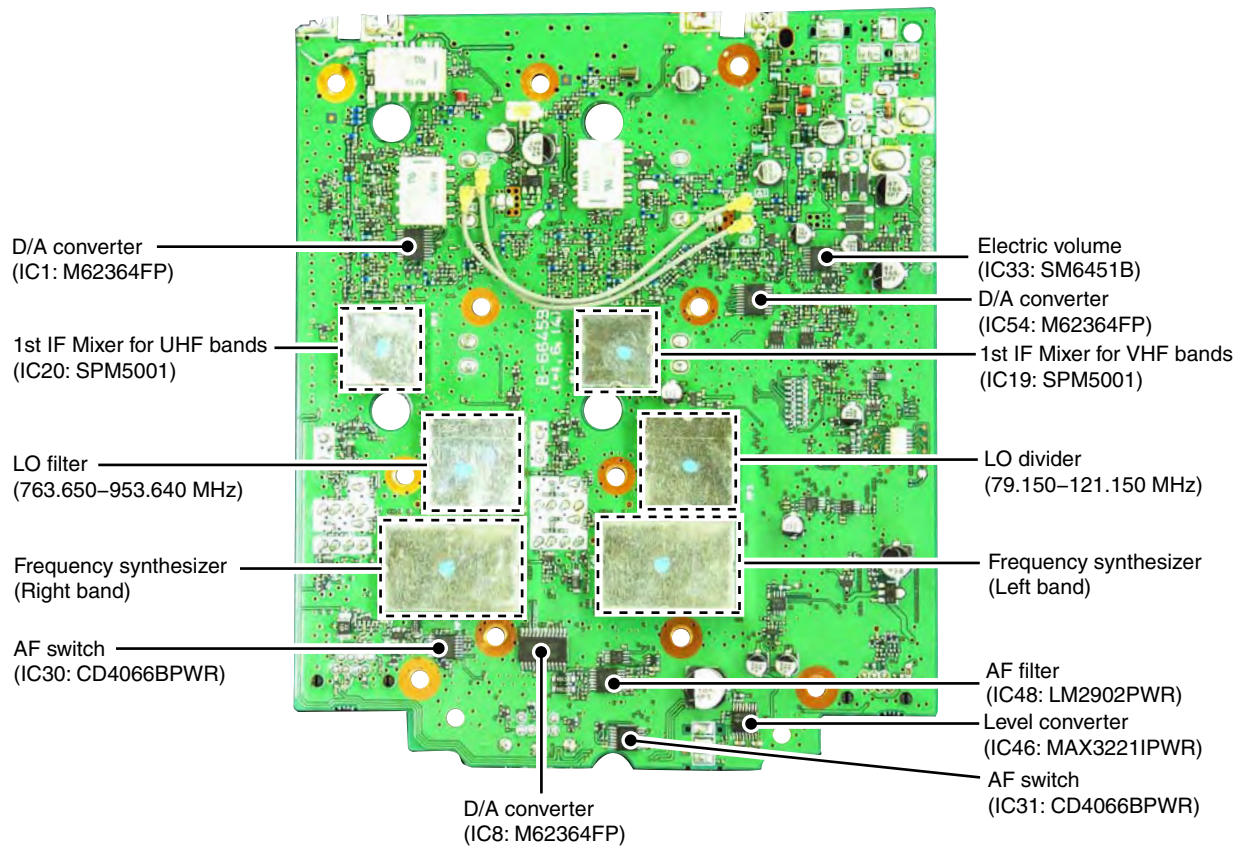 D/A converter
(IC1: M62364FP)
1st IF Mixer for UHF bands
(IC20: SPM5001)
LO filter
(763.650–953.640 MHz)
Frequency synthesizer
(Right band)
AF switch
(IC30: CD4066BPWR)
D/A converter
(IC8: M62364FP)
Electric volume
(IC33: SM6451B)
D/A converter
(IC54: M62364FP)
1st IF Mixer for VHF bands
(IC19: SPM5001)
LO divider
(79.150–121.150 MHz)
Frequency synthesizer
(Left band)
AF filter
(IC48: LM2902PWR)
Level converter
(IC46: MAX3221IPWR)
AF switch
(IC31: CD4066BPWR)